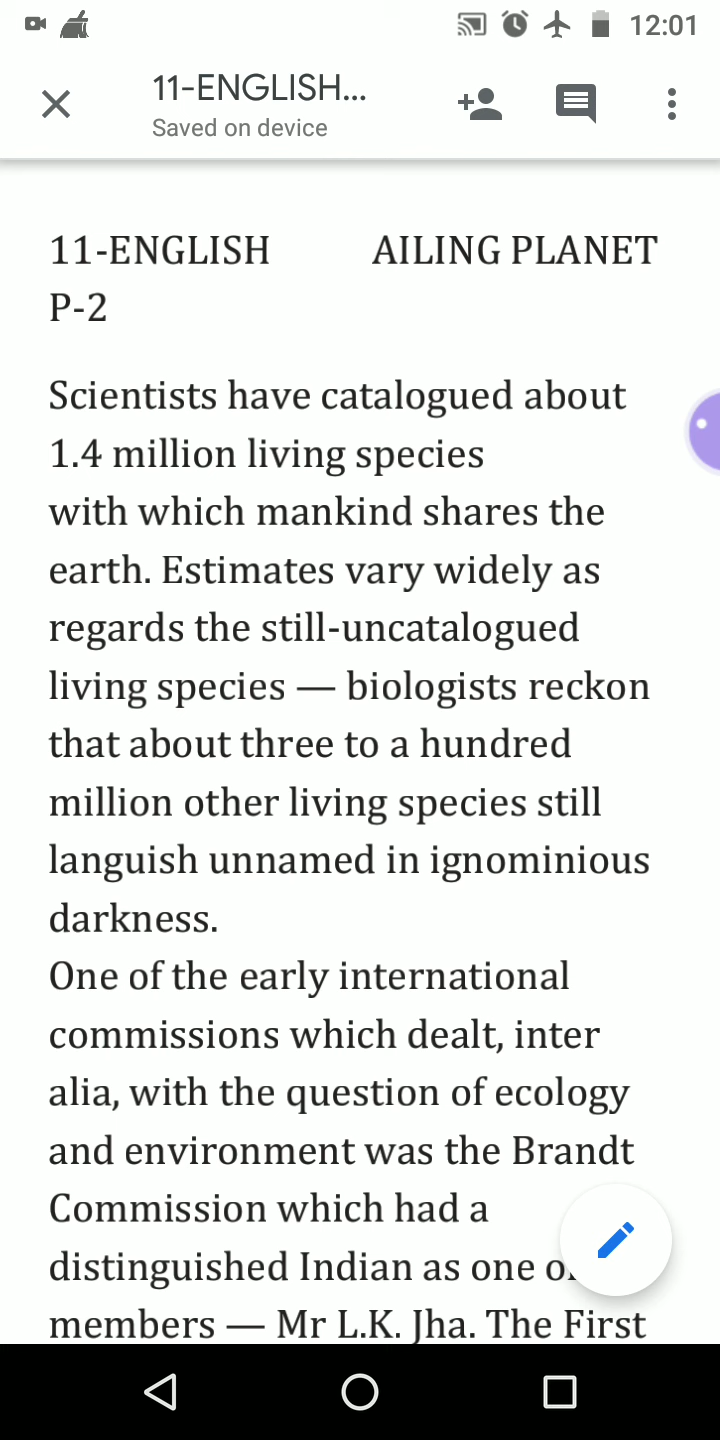 12:01
11-ENGLISH...
Saved on device
11-ENGLISH AILING PLANET
P-2
Scientists have catalogued about
1.4 million living species
with which mankind shares the
earth. Estimates vary widely as
regards the still-uncatalogued
living species — biologists reckon
that about three to a hundred
million other living species still
languish unnamed in ignominious
darkness.
One of the early international
commissions which dealt, inter
alia, with the question of ecology
and environment was the Brandt
Commission which had a
distinguished Indian as one
members — Mr L.K. Jha. The First